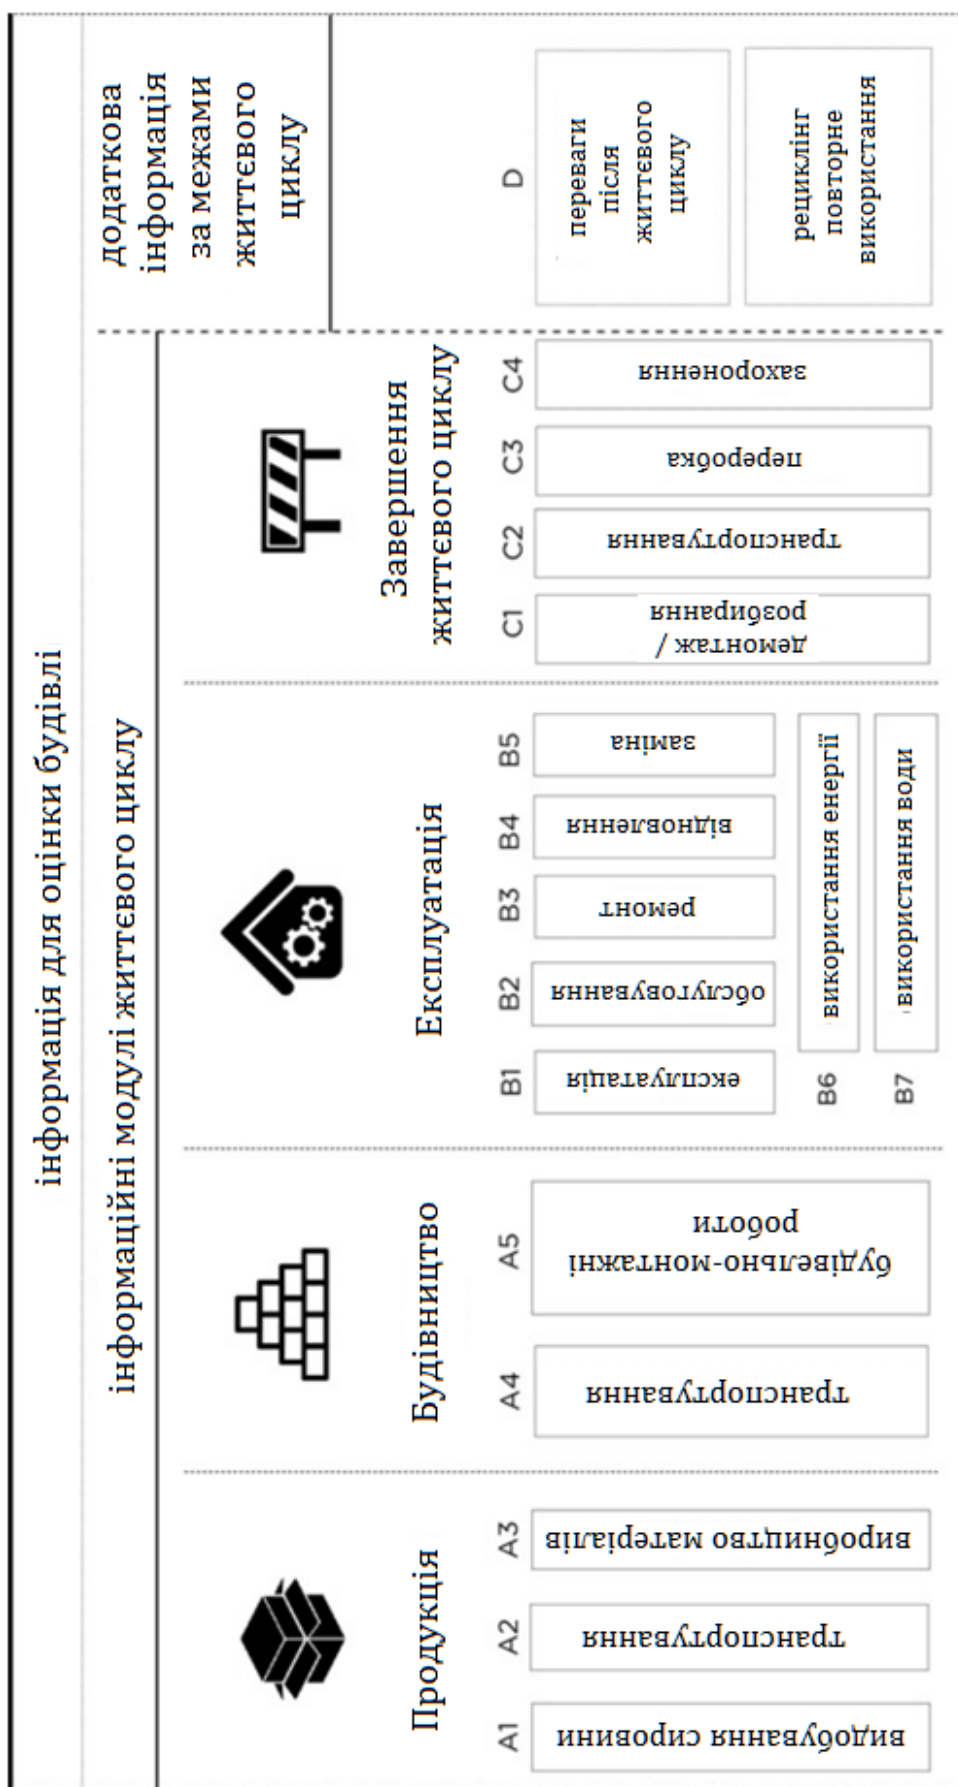 інформація для оцінки будівлі
інформаційні модулі життєвого циклу
додаткова
інформація
за межами
життєвого
циклу
Продукція
A1
видобування сировини
A2
транспортування
A3
виробництво матеріалів
Будівництво
A4
транспортування
A5
будівельно-монтажні
роботи
Експлуатація
B1
експлуатація
B2
обслуговування
B3
ремонт
B4
відновлення
B5
заміна
B6
використання енергії
B7
використання води
Завершення
життєвого циклу
C1
демонтаж /
розбирання
C2
транспортування
C3
переробка
C4
захоронення
D
переваги
після
життєвого
циклу
рециклінг
повторне
використання